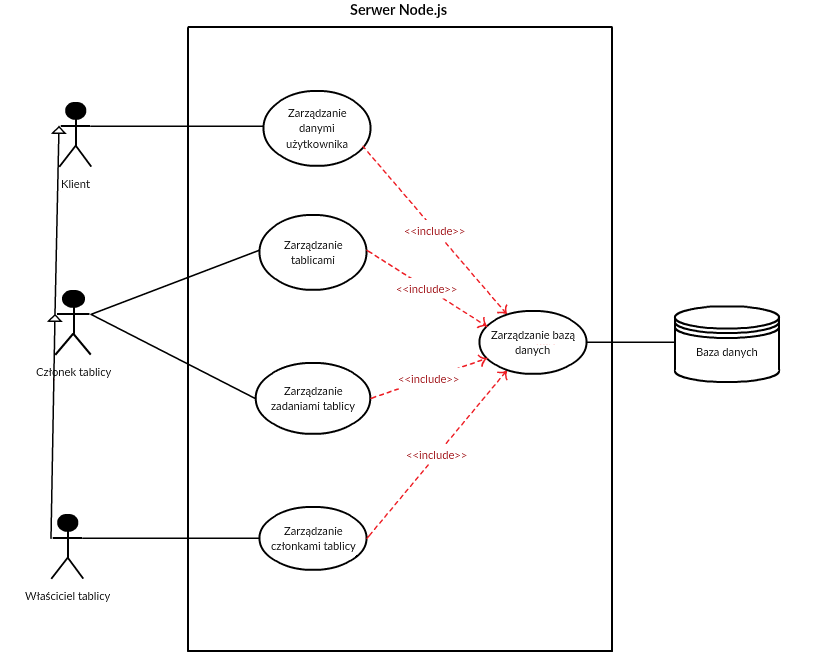 Serwer Node.js
Zarządzanie
danymi
użytkownika
Klient
<<include>>
Zarządzanie
tablicami
<<include>>
Zarządzanie bazą
danych
Baza danych
Członek tablicy
<<include>>
Zarządzanie
zadaniami tablicy
<<include>>
Zarządzanie
członkami tablicy
Właściciel tablicy